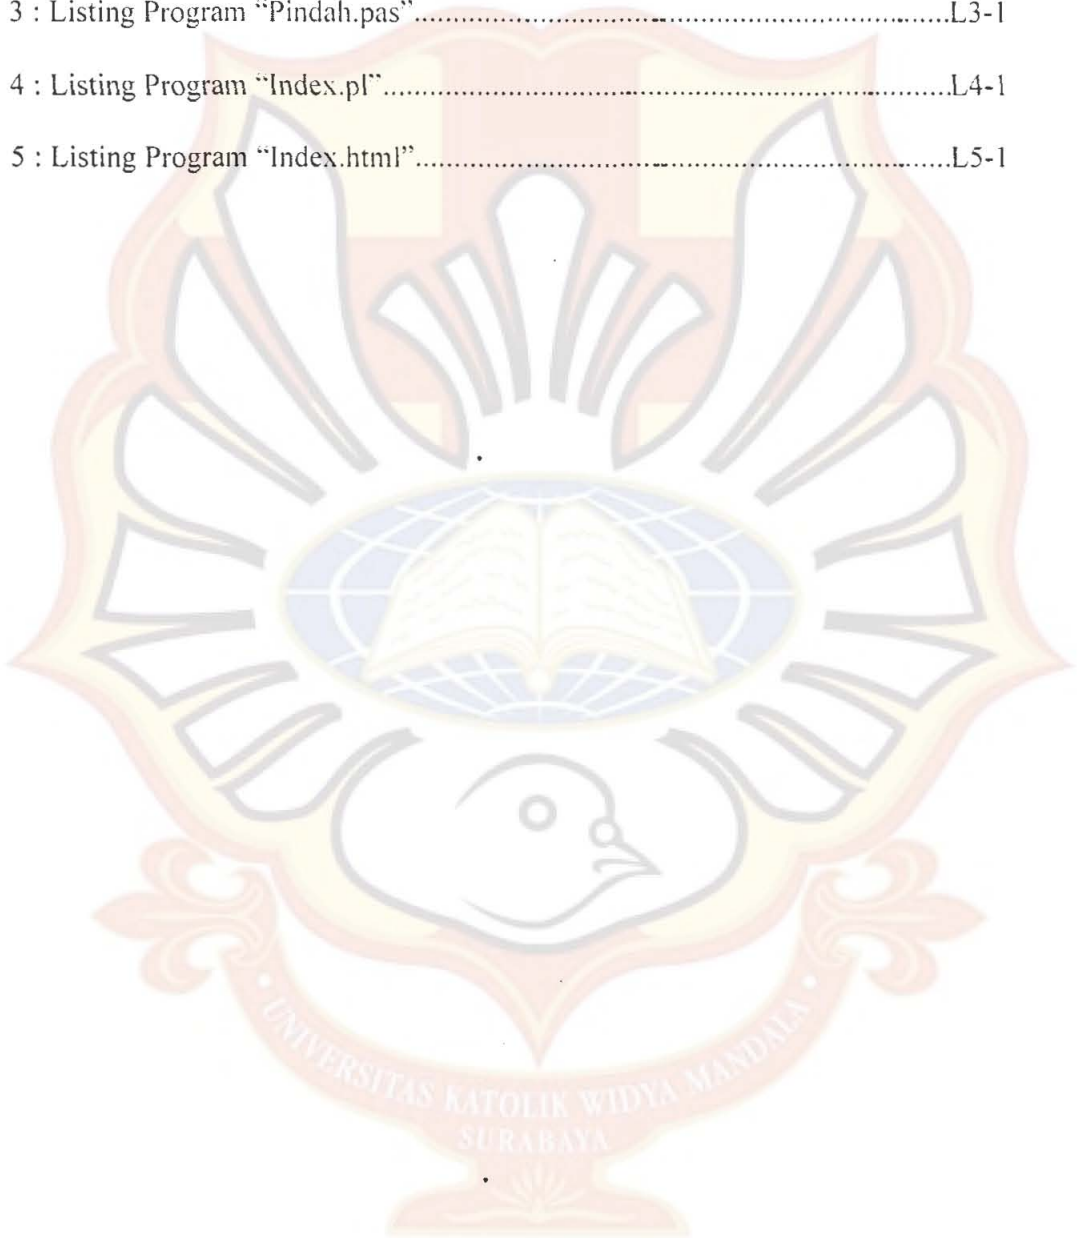 3 : Listing Program “Pindah.pas”......................................................................L3-1
4 : Listing Program “Index.pl”..........................................................................L4-1
5 : Listing Program “Index.html”......................................................................L5-1
UNIVERSITAS KATOLIK WIDYA MANDALA
SURABAYA